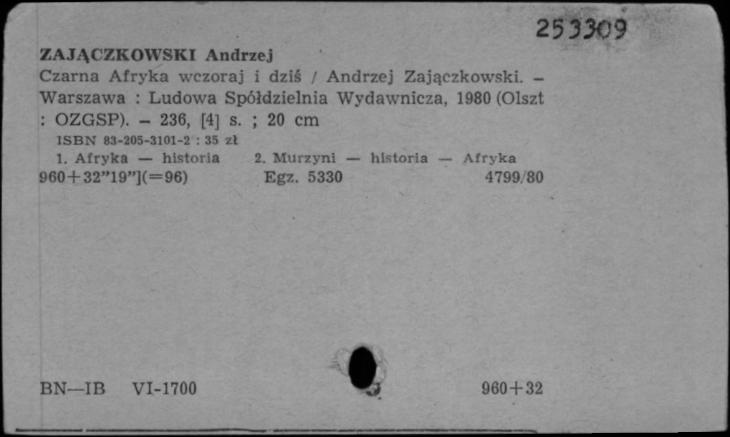 253309
ZAJĄCZKOWSKI Andrzej
Czarna Afryka wczoraj i dziś / Andrzej Zajączkowski. —
Warszawa : Ludowa Spółdzielnia Wydawnicza, 1980 (Olszt
: OZGSP). — 236, [4] s. ; 20 cm
ISBN 83-205-3101-2 : 35 zł
1. Afryka — historia 2. Murzyni — historia — Afryka
960+32”19”](=96) Egz. 5330 4799/80
BN—IB VI-1700 960+32